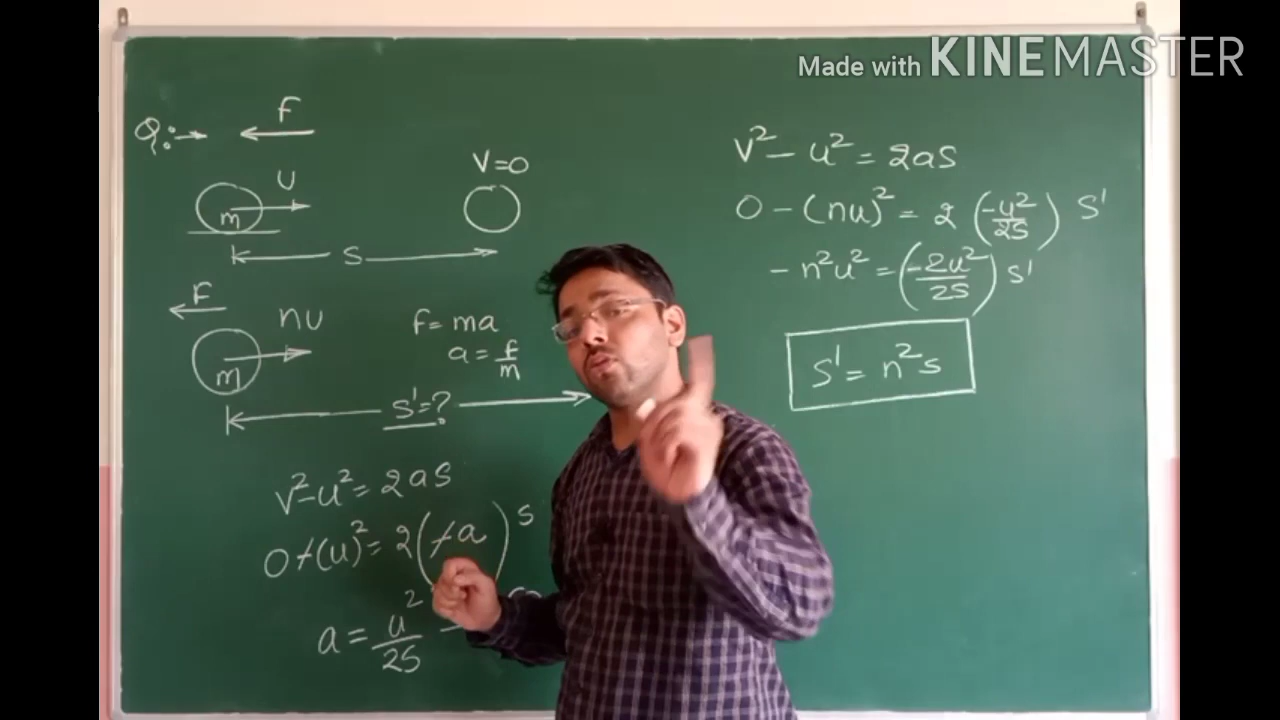 Made with KINEMASTER
Q:→
F
V=0
U
m
S
F
nu
m
F=ma
a=F/m
s'=?
V²-u²=2as
0-(u)²=2(-a)s
a=u²/2S
V²-u²=2as
0-(nu)²=2(-u²/2S) S'
-n²u²=(-2u²/2S) s'
S'=n²s